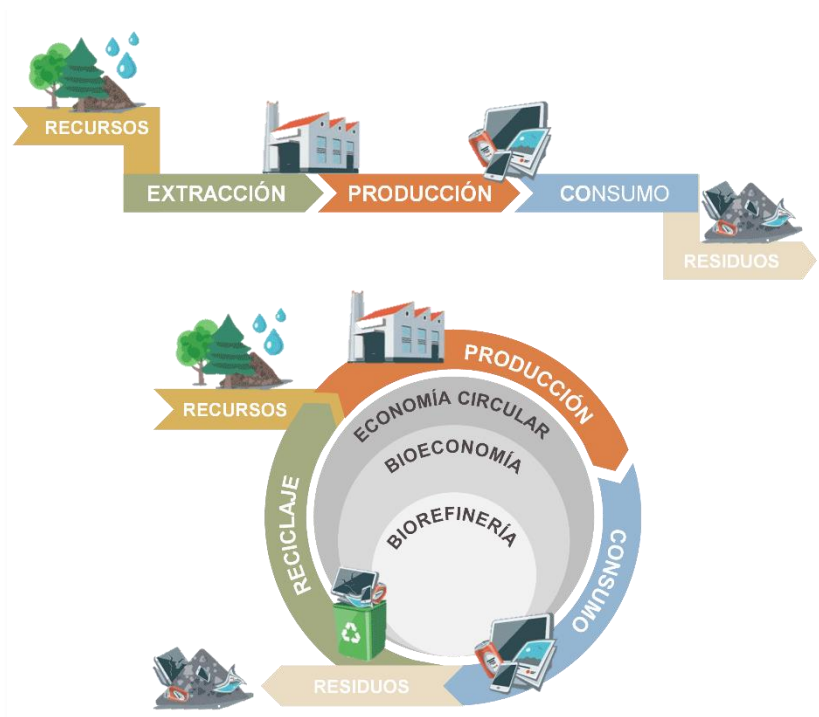 RECURSOS
EXTRACCIÓN
PRODUCCIÓN
CONSUMO
RESIDUOS
RECURSOS
PRODUCCIÓN
ECONOMÍA CIRCULAR
BIOECONOMÍA
BIOREFINERÍA
RECICLAJE
CONSUMO
RESIDUOS